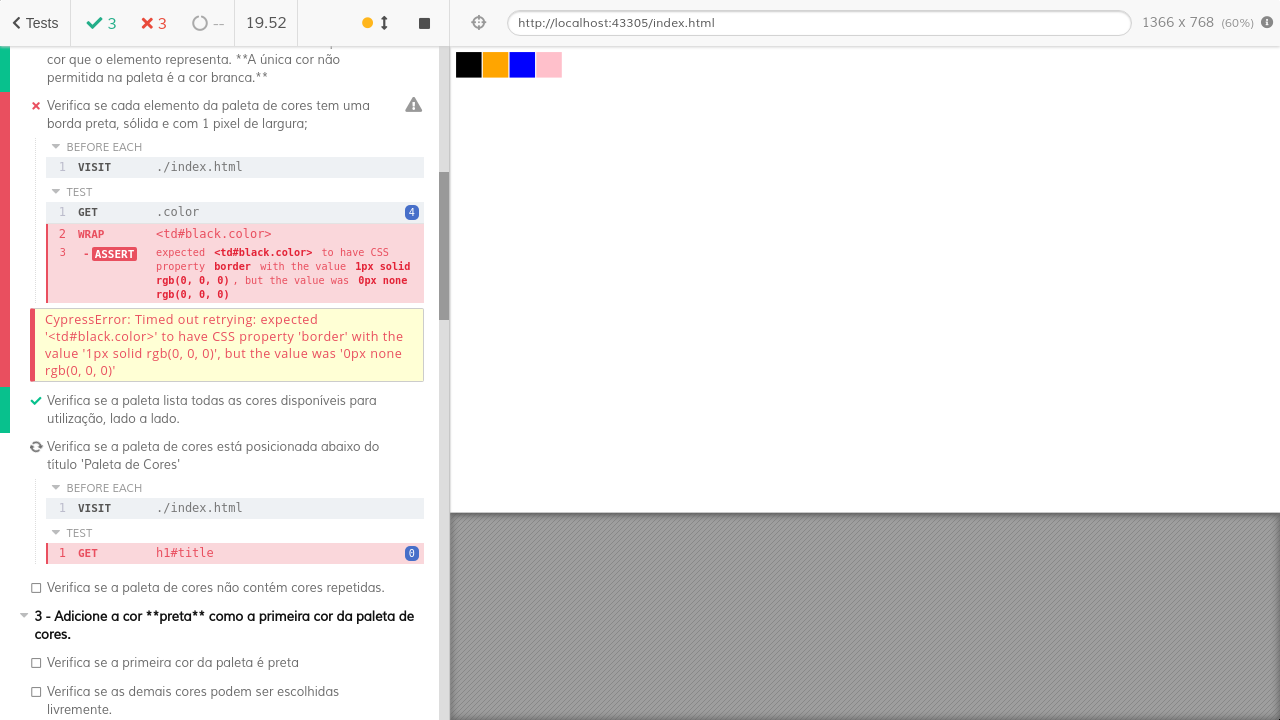 Tests
3
3
--
19.52
http://localhost:43305/index.html
1366 x 768 (60%)
cor que o elemento representa. **A única cor não
permitida na paleta é a cor branca.**
Verifica se cada elemento da paleta de cores tem uma
borda preta, sólida e com 1 pixel de largura;
BEFORE EACH
1 VISIT ./index.html
TEST
1 GET .color 4
2 WRAP <td#black.color>
3 - ASSERT expected <td#black.color> to have CSS
property border with the value 1px solid
rgb(0, 0, 0), but the value was 0px none
rgb(0, 0, 0)
CypressError: Timed out retrying: expected
'<td#black.color>' to have CSS property 'border' with the
value '1px solid rgb(0, 0, 0)', but the value was '0px none
rgb(0, 0, 0)'
Verifica se a paleta lista todas as cores disponíveis para
utilização, lado a lado.
Verifica se a paleta de cores está posicionada abaixo do
título 'Paleta de Cores'
BEFORE EACH
1 VISIT ./index.html
TEST
1 GET h1#title 0
Verifica se a paleta de cores não contém cores repetidas.
3 - Adicione a cor **preta** como a primeira cor da paleta de
cores.
Verifica se a primeira cor da paleta é preta
Verifica se as demais cores podem ser escolhidas
livremente.